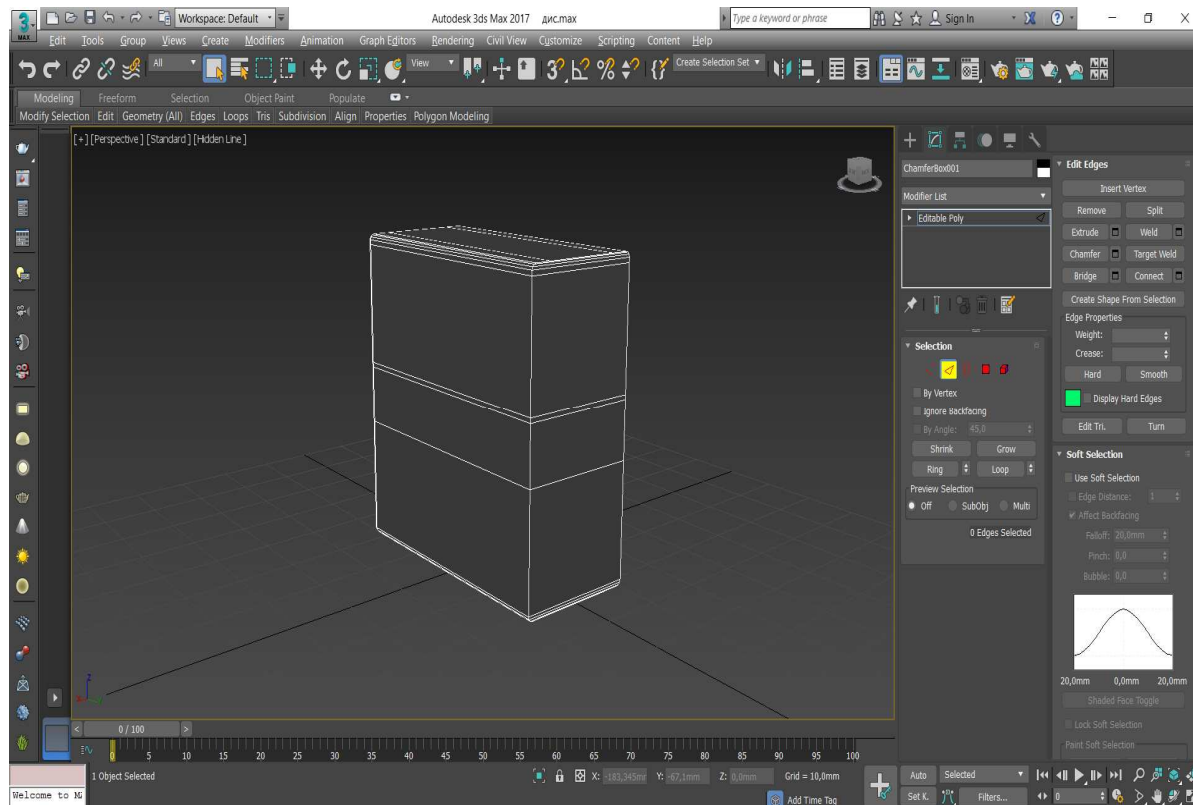 3
MAX
Workspace: Default
Autodesk 3ds Max 2017 дис.max
Type a keyword or phrase
Sign In
Edit Tools Group Views Create Modifiers Animation Graph Editors Rendering Civil View Customize Scripting Content Help
All
View
Create Selection Set
Modeling Freeform Selection Object Paint Populate
Modify Selection Edit Geometry (All) Edges Loops Tris Subdivision Align Properties Polygon Modeling
[+] [Perspective ] [Standard ] [Hidden Line ]
ChamferBox001
Modifier List
Editable Poly
Selection
By Vertex
Ignore Backfacing
By Angle: 45,0
Shrink Grow
Ring Loop
Preview Selection
Off SubObj Multi
0 Edges Selected
Edit Edges
Insert Vertex
Remove Split
Extrude Weld
Chamfer Target Weld
Bridge Connect
Create Shape From Selection
Edge Properties
Weight:
Crease:
Hard Smooth
Display Hard Edges
Edit Tri. Turn
Soft Selection
Use Soft Selection
Edge Distance: 1
Affect Backfacing
Falloff: 20,0mm
Pinch: 0,0
Bubble: 0,0
20,0mm 0,0mm 20,0mm
Shaded Face Toggle
Lock Soft Selection
Paint Soft Selection
z
x
0 / 100
0 5 10 15 20 25 30 35 40 45 50 55 60 65 70 75 80 85 90 95 100
1 Object Selected
X: -183,345mm Y: -67,1mm Z: 0,0mm Grid = 10,0mm
Auto Selected
Welcome to M
Add Time Tag
Set K. Filters... 0